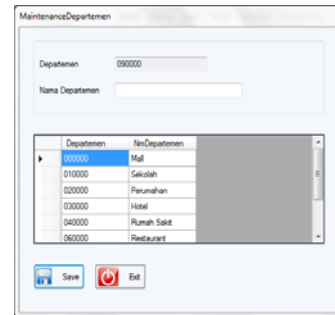 MaintenanceDepartemen
Departemen 090000
Nama Departemen
Departemen NmDepartemen
000000 Mall
010000 Sekolah
020000 Perumahan
030000 Hotel
040000 Rumah Sakit
060000 Restaurant
Save Exit